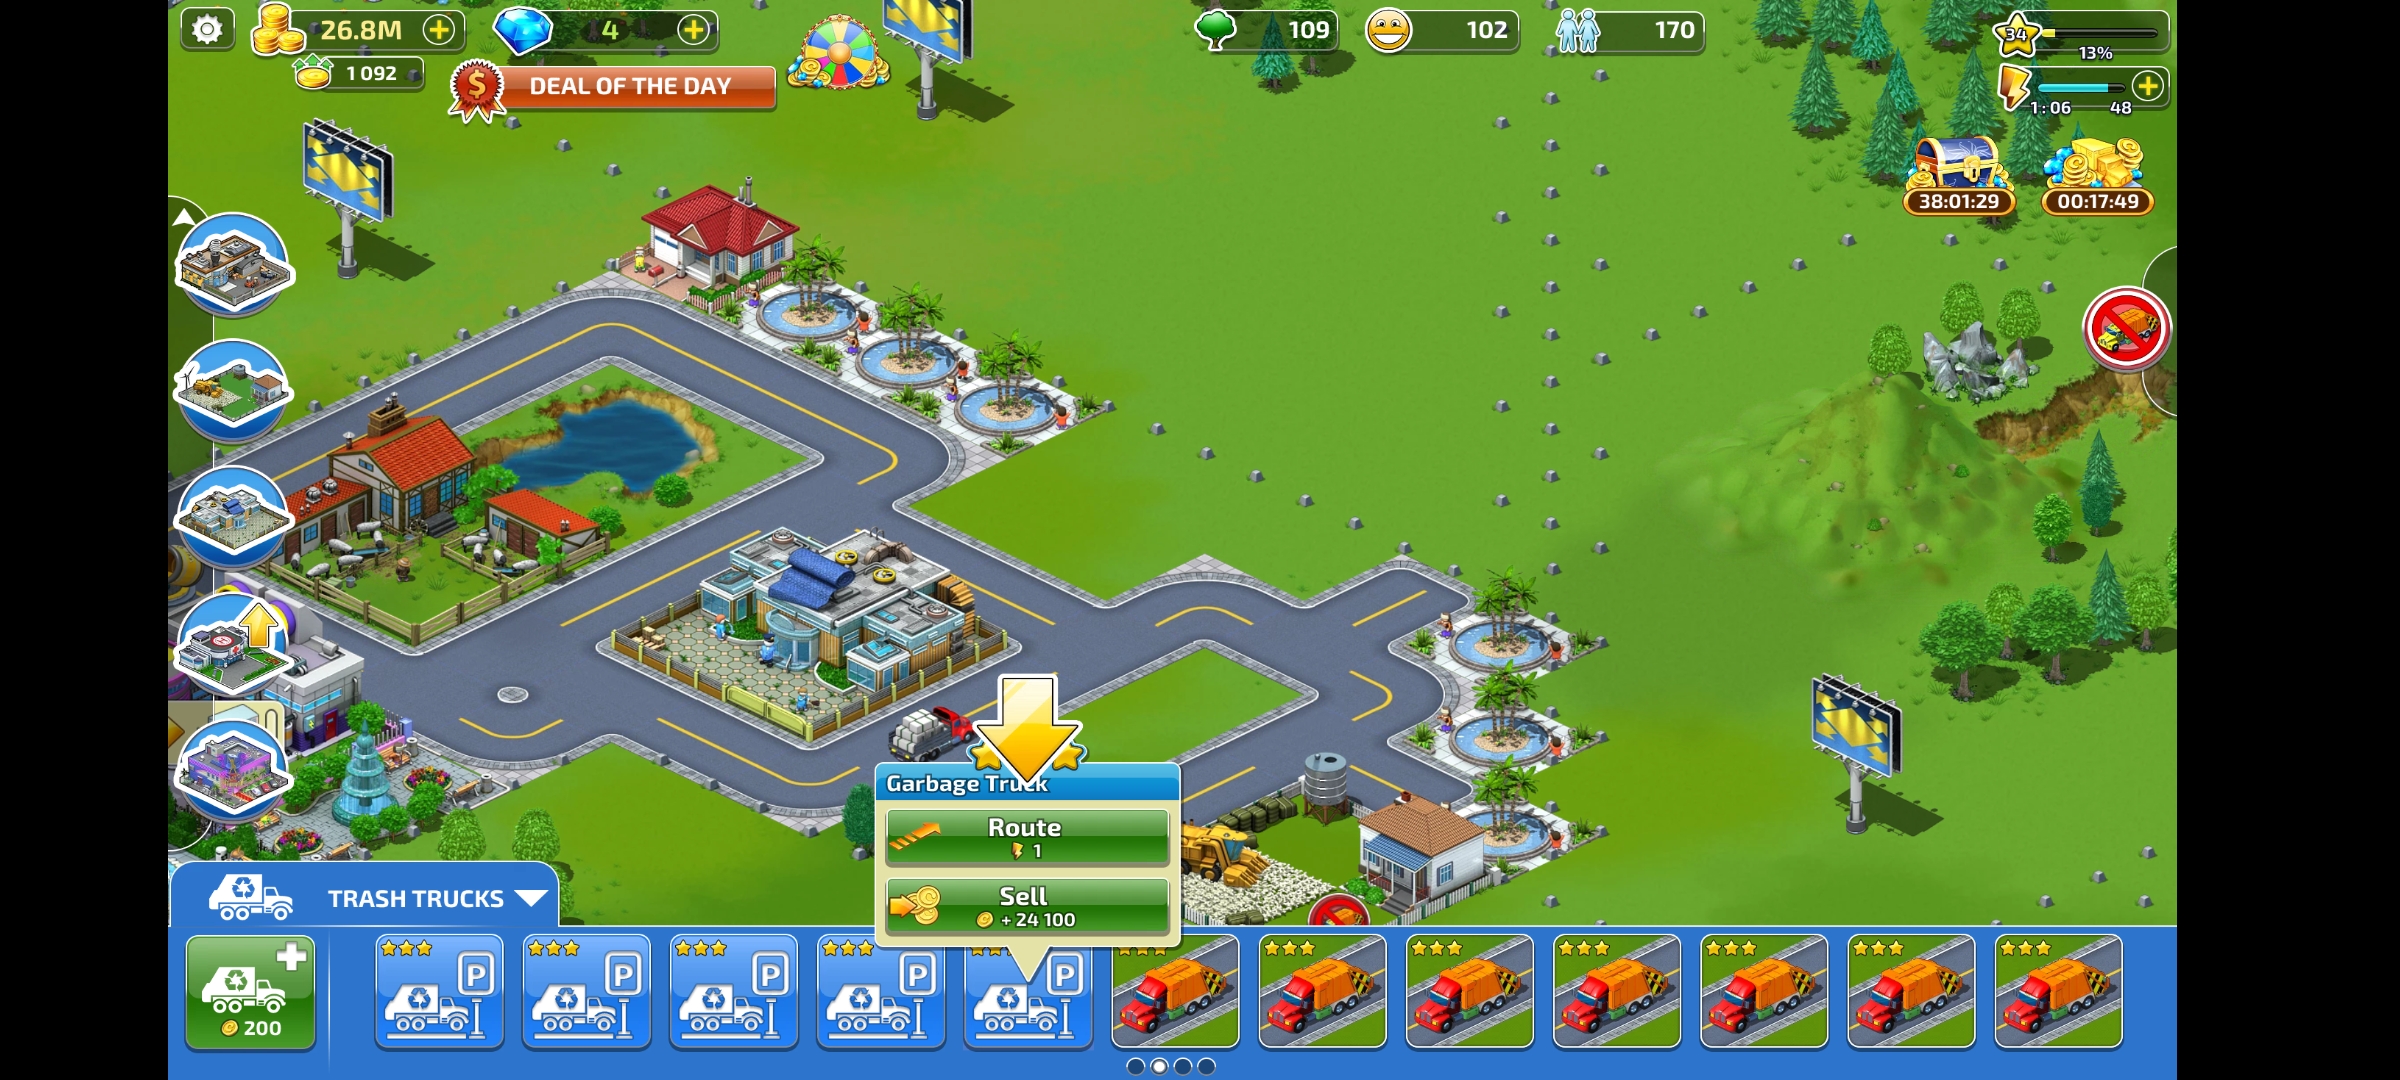 26.8M
4
109
102
170
34
13%
1 092
DEAL OF THE DAY
1:06
48
38:01:29
00:17:49
Garbage Truck
Route
1
Sell
+24 100
TRASH TRUCKS
200
P
P
P
P
P